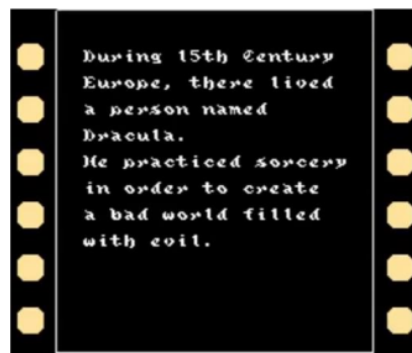 During 15th Century
Europe, there lived
a person named
Dracula.
He practiced sorcery
in order to create
a bad world filled
with evil.